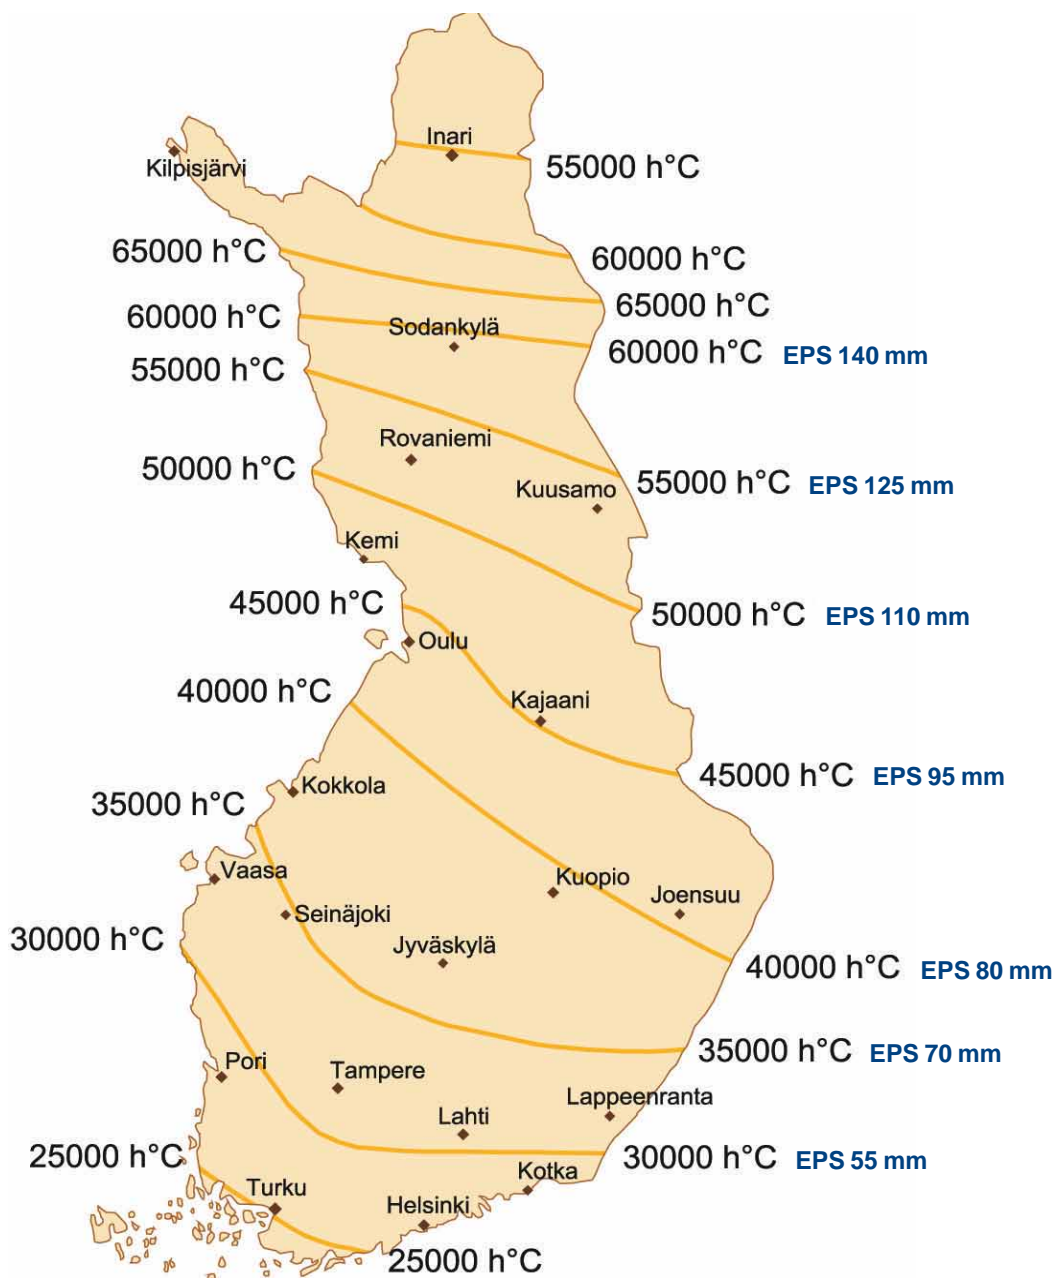 Inari
55000 h°C
Kilpisjärvi
65000 h°C
60000 h°C
65000 h°C
60000 h°C
Sodankylä
60000 h°C EPS 140 mm
55000 h°C
Rovaniemi
50000 h°C
55000 h°C EPS 125 mm
Kuusamo
Kemi
45000 h°C
50000 h°C EPS 110 mm
Oulu
40000 h°C
Kajaani
45000 h°C EPS 95 mm
Kokkola
35000 h°C
Vaasa
Kuopio
Joensuu
Seinäjoki
30000 h°C
Jyväskylä
40000 h°C EPS 80 mm
35000 h°C EPS 70 mm
Pori
Tampere
Lappeenranta
Lahti
25000 h°C
30000 h°C EPS 55 mm
Kotka
Turku
Helsinki
25000 h°C